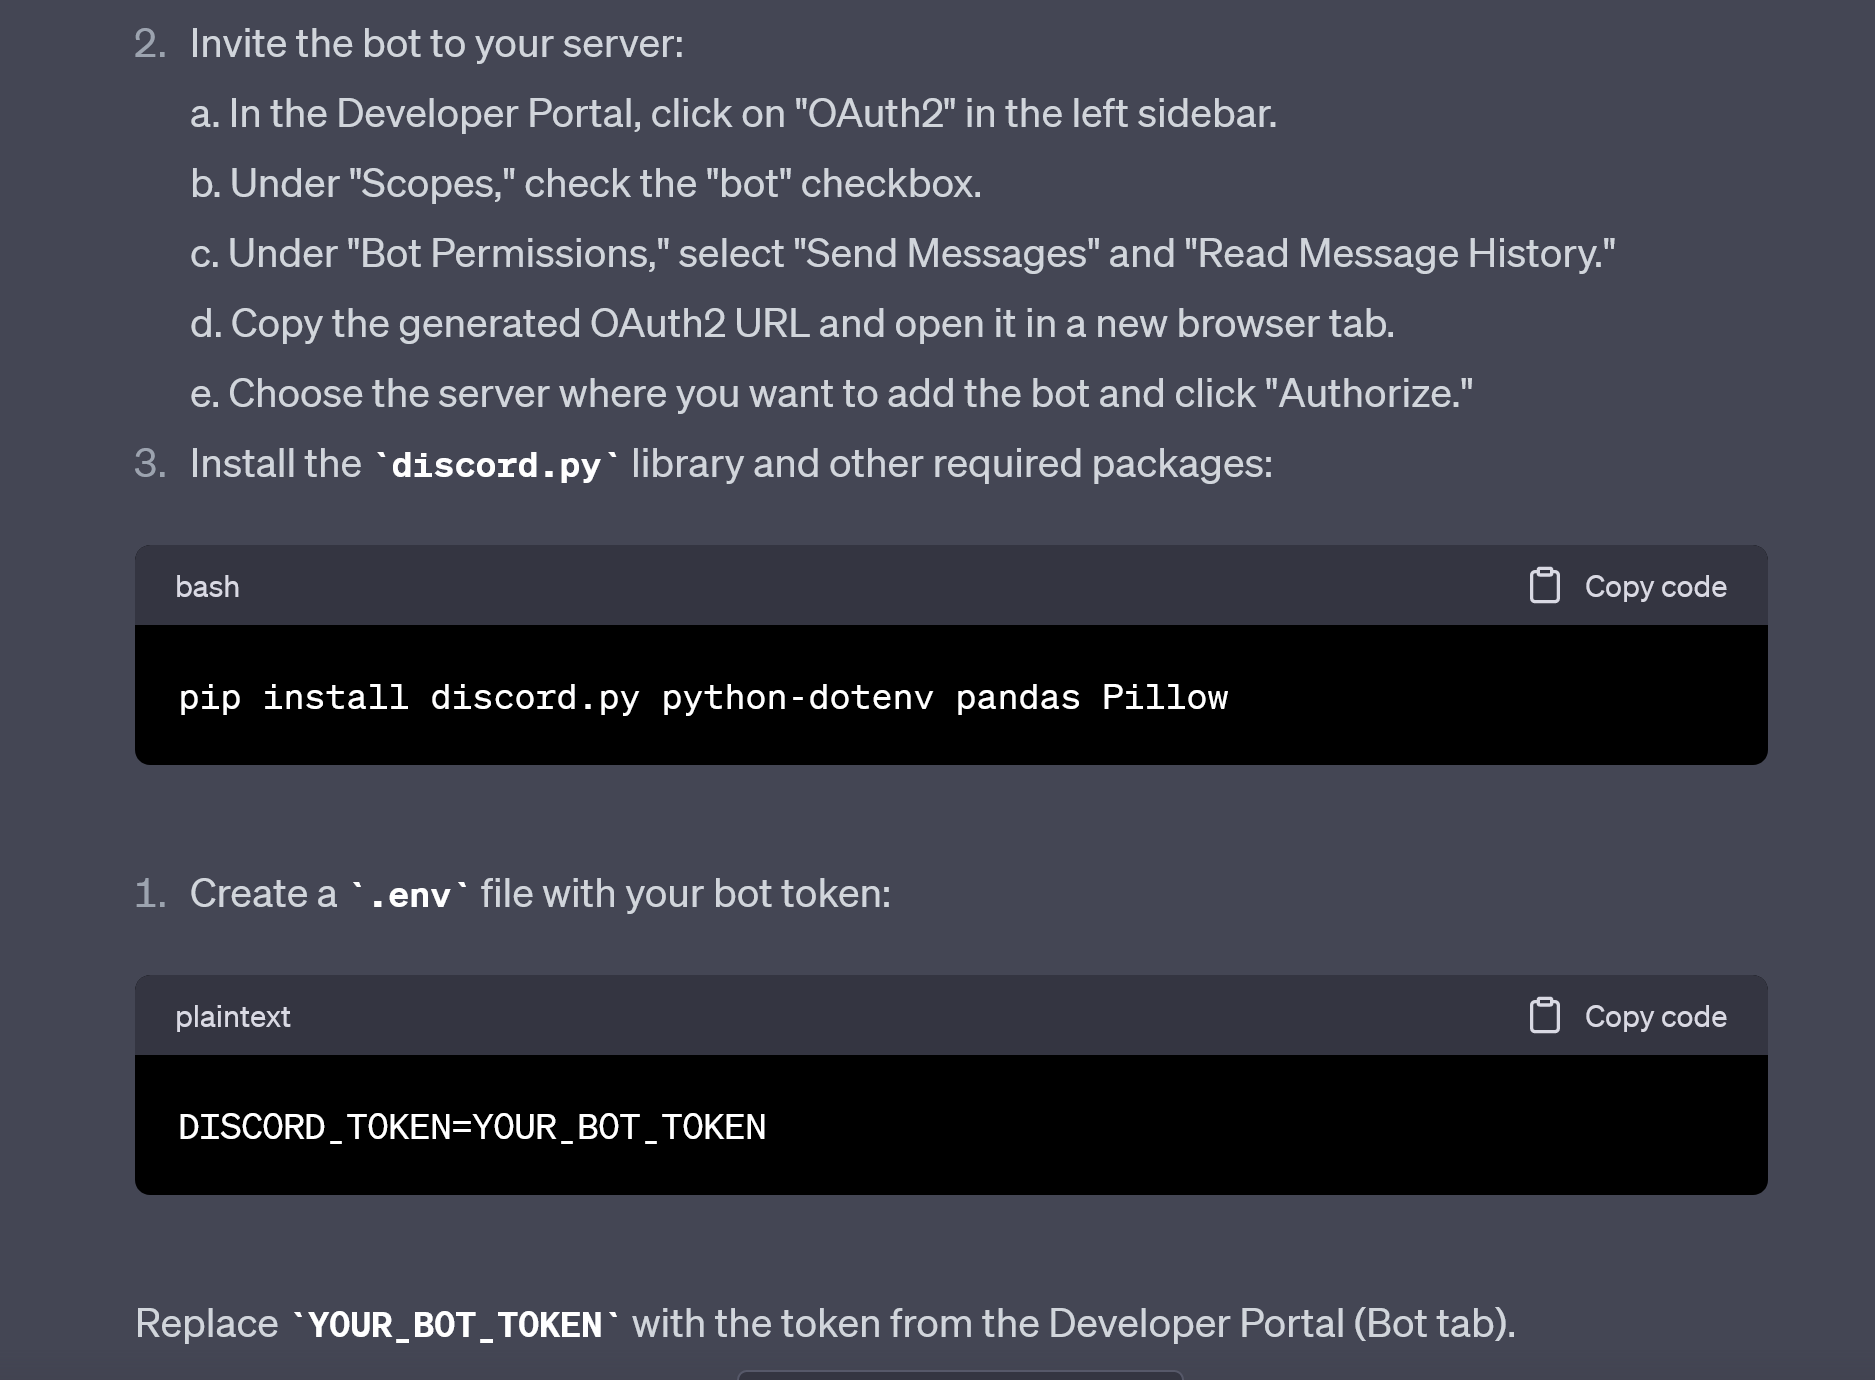 2. Invite the bot to your server:
a. In the Developer Portal, click on "OAuth2" in the left sidebar.
b. Under "Scopes," check the "bot" checkbox.
c. Under "Bot Permissions," select "Send Messages" and "Read Message History."
d. Copy the generated OAuth2 URL and open it in a new browser tab.
e. Choose the server where you want to add the bot and click "Authorize."
3. Install the `discord.py` library and other required packages:
bash Copy code
pip install discord.py python-dotenv pandas Pillow
1. Create a `.env` file with your bot token:
plaintext Copy code
DISCORD_TOKEN=YOUR_BOT_TOKEN
Replace `YOUR_BOT_TOKEN` with the token from the Developer Portal (Bot tab).